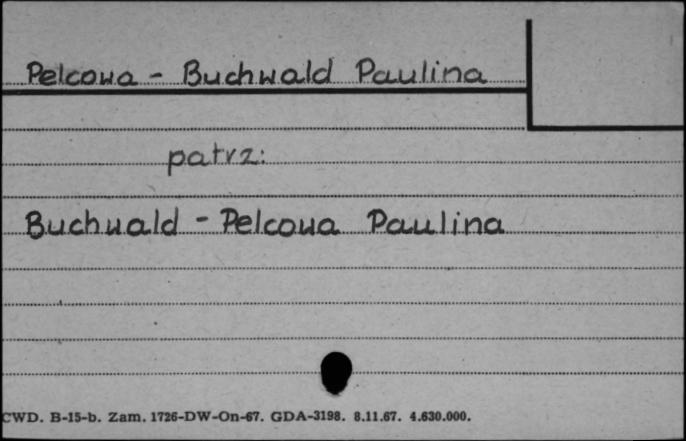 Pelcowa - Buchwald Paulina
patrz:
Buchwald - Pelcowa Paulina
CWD. B-15-b. Zam. 1726-DW-On-67. GDA-3198. 8.11.67. 4.630.000.